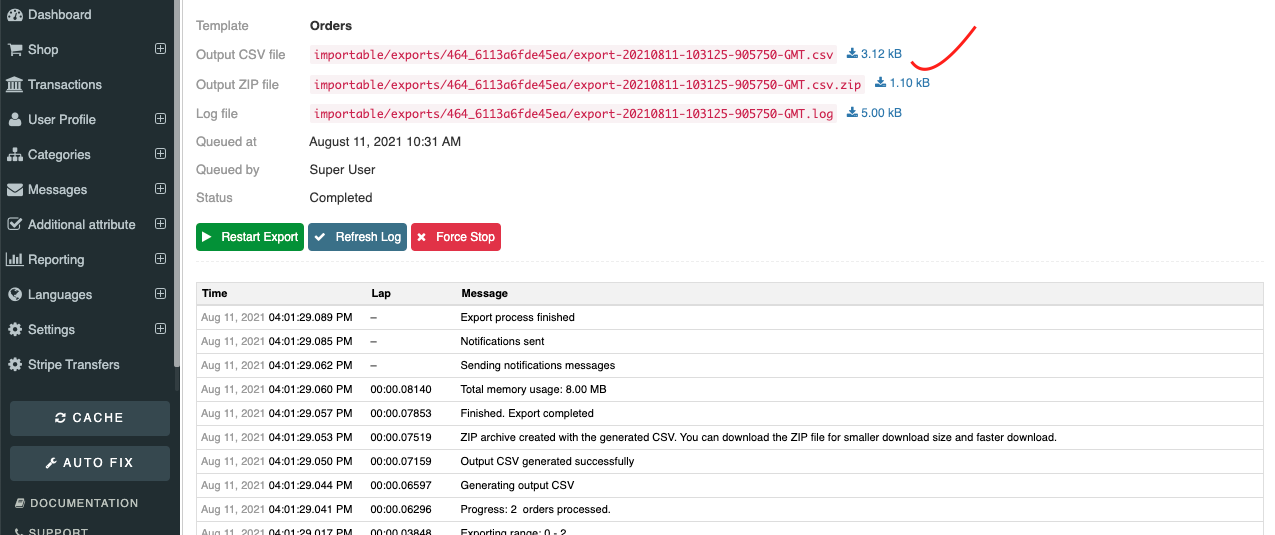 Dashboard
Shop
Transactions
User Profile
Categories
Messages
Additional attribute
Reporting
Languages
Settings
Stripe Transfers
CACHE
AUTO FIX
DOCUMENTATION
SUPPORT
Template Orders
Output CSV file importable/exports/464_6113a6fde45ea/export-20210811-103125-905750-GMT.csv 3.12 kB
Output ZIP file importable/exports/464_6113a6fde45ea/export-20210811-103125-905750-GMT.csv.zip 1.10 kB
Log file importable/exports/464_6113a6fde45ea/export-20210811-103125-905750-GMT.log 5.00 kB
Queued at August 11, 2021 10:31 AM
Queued by Super User
Status Completed
Restart Export Refresh Log Force Stop
Time Lap Message
Aug 11, 2021 04:01:29.089 PM – Export process finished
Aug 11, 2021 04:01:29.085 PM – Notifications sent
Aug 11, 2021 04:01:29.062 PM – Sending notifications messages
Aug 11, 2021 04:01:29.060 PM 00:00.08140 Total memory usage: 8.00 MB
Aug 11, 2021 04:01:29.057 PM 00:00.07853 Finished. Export completed
Aug 11, 2021 04:01:29.053 PM 00:00.07519 ZIP archive created with the generated CSV. You can download the ZIP file for smaller download size and faster download.
Aug 11, 2021 04:01:29.050 PM 00:00.07159 Output CSV generated successfully
Aug 11, 2021 04:01:29.044 PM 00:00.06597 Generating output CSV
Aug 11, 2021 04:01:29.041 PM 00:00.06296 Progress: 2 orders processed.
Aug 11, 2021 04:01:29.017 PM 00:00.03848 Exporting range: 0 - 2